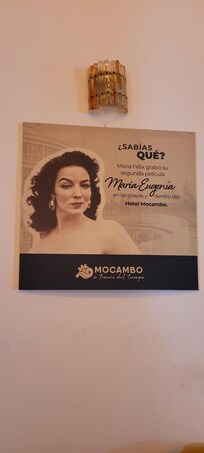 ¿SABÍAS
QUÉ?
María Félix grabó su
segunda película
María Eugenia
en las playas y dentro del
Hotel Mocambo.
MOCAMBO
a Través del Tiempo